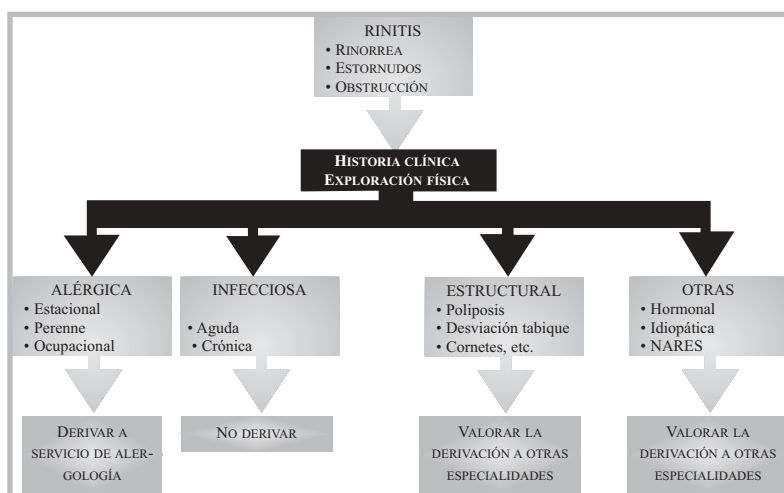 RINITIS
• RINORREA
• ESTORNUDOS
• OBSTRUCCIÓN
HISTORIA CLÍNICA
EXPLORACIÓN FÍSICA
ALÉRGICA
• Estacional
• Perenne
• Ocupacional
INFECCIOSA
• Aguda
• Crónica
ESTRUCTURAL
• Poliposis
• Desviación tabique
• Cornetes, etc.
OTRAS
• Hormonal
• Idiopática
• NARES
DERIVAR A
SERVICIO DE ALER-
GOLOGÍA
NO DERIVAR
VALORAR LA
DERIVACIÓN A OTRAS
ESPECIALIDADES
VALORAR LA
DERIVACIÓN A OTRAS
ESPECIALIDADES